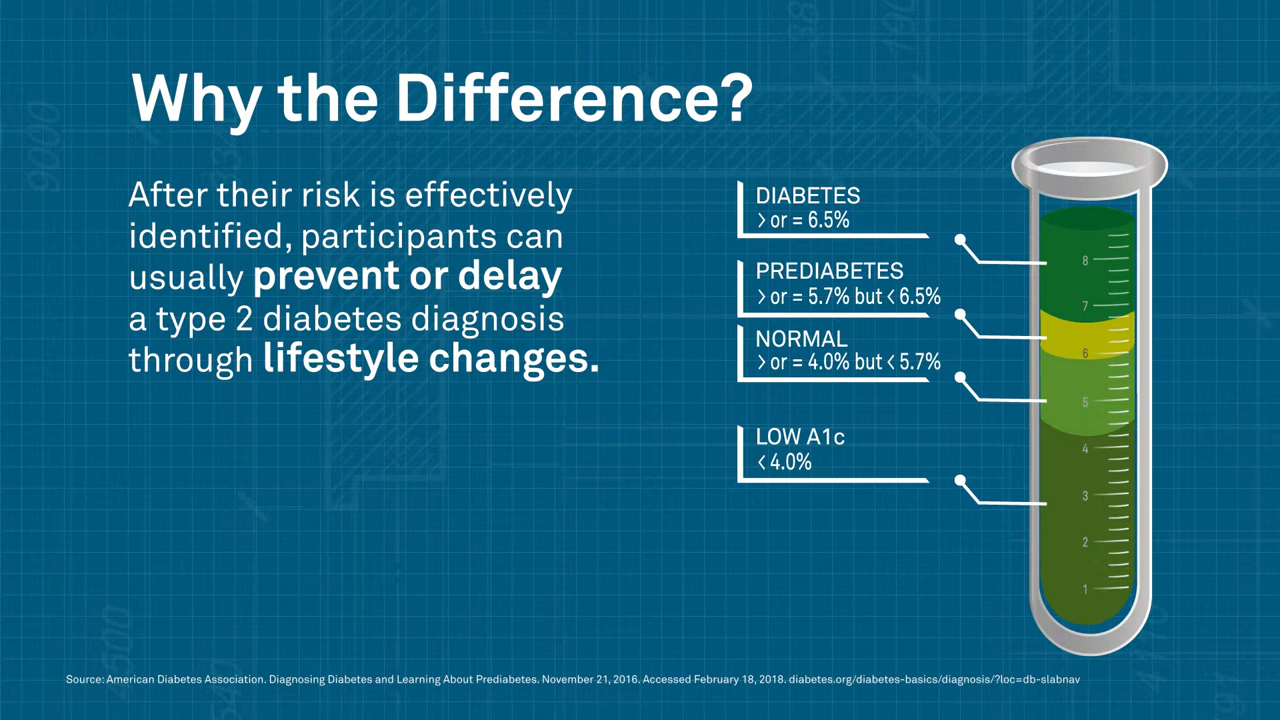 Why the Difference?
After their risk is effectively
identified, participants can
usually prevent or delay
a type 2 diabetes diagnosis
through lifestyle changes.
DIABETES
> or = 6.5%
PREDIABETES
> or = 5.7% but < 6.5%
NORMAL
> or = 4.0% but < 5.7%
LOW A1c
< 4.0%
8
7
6
5
4
3
2
1
9000
Source: American Diabetes Association. Diagnosing Diabetes and Learning About Prediabetes. November 21, 2016. Accessed February 18, 2018. diabetes.org/diabetes-basics/diagnosis/?loc=db-slabnav